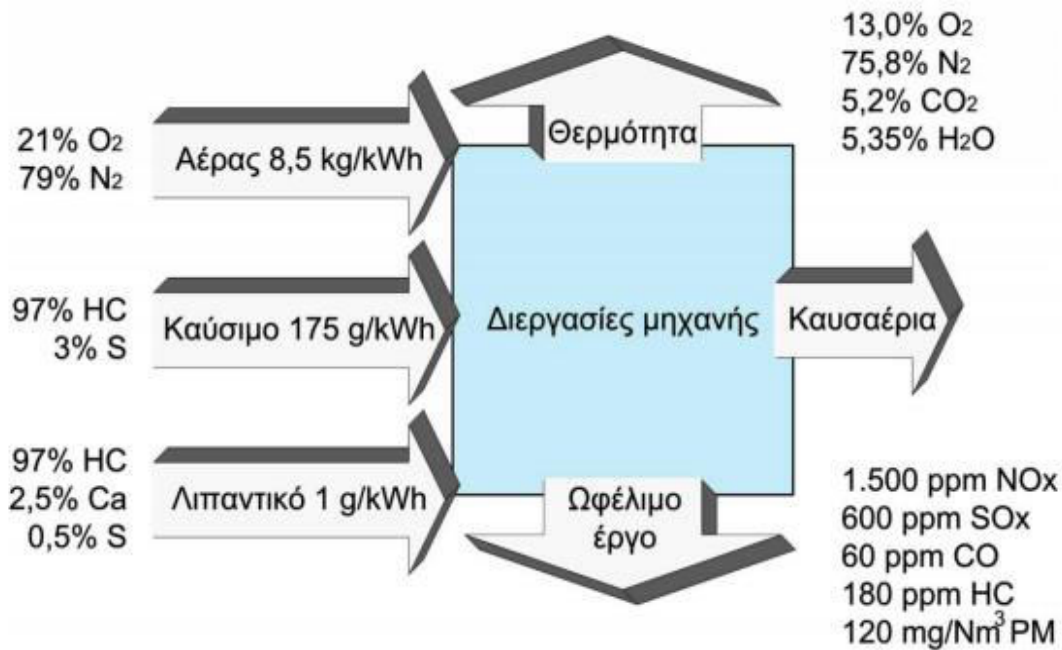 21% O2
79% N2
Αέρας 8,5 kg/kWh
97% HC
3% S
Καύσιμο 175 g/kWh
97% HC
2,5% Ca
0,5% S
Λιπαντικό 1 g/kWh
Θερμότητα
Διεργασίες μηχανής
Ωφέλιμο
έργο
13,0% O2
75,8% N2
5,2% CO2
5,35% H2O
Καυσαέρια
1.500 ppm NOx
600 ppm SOx
60 ppm CO
180 ppm HC
120 mg/Nm3 PM